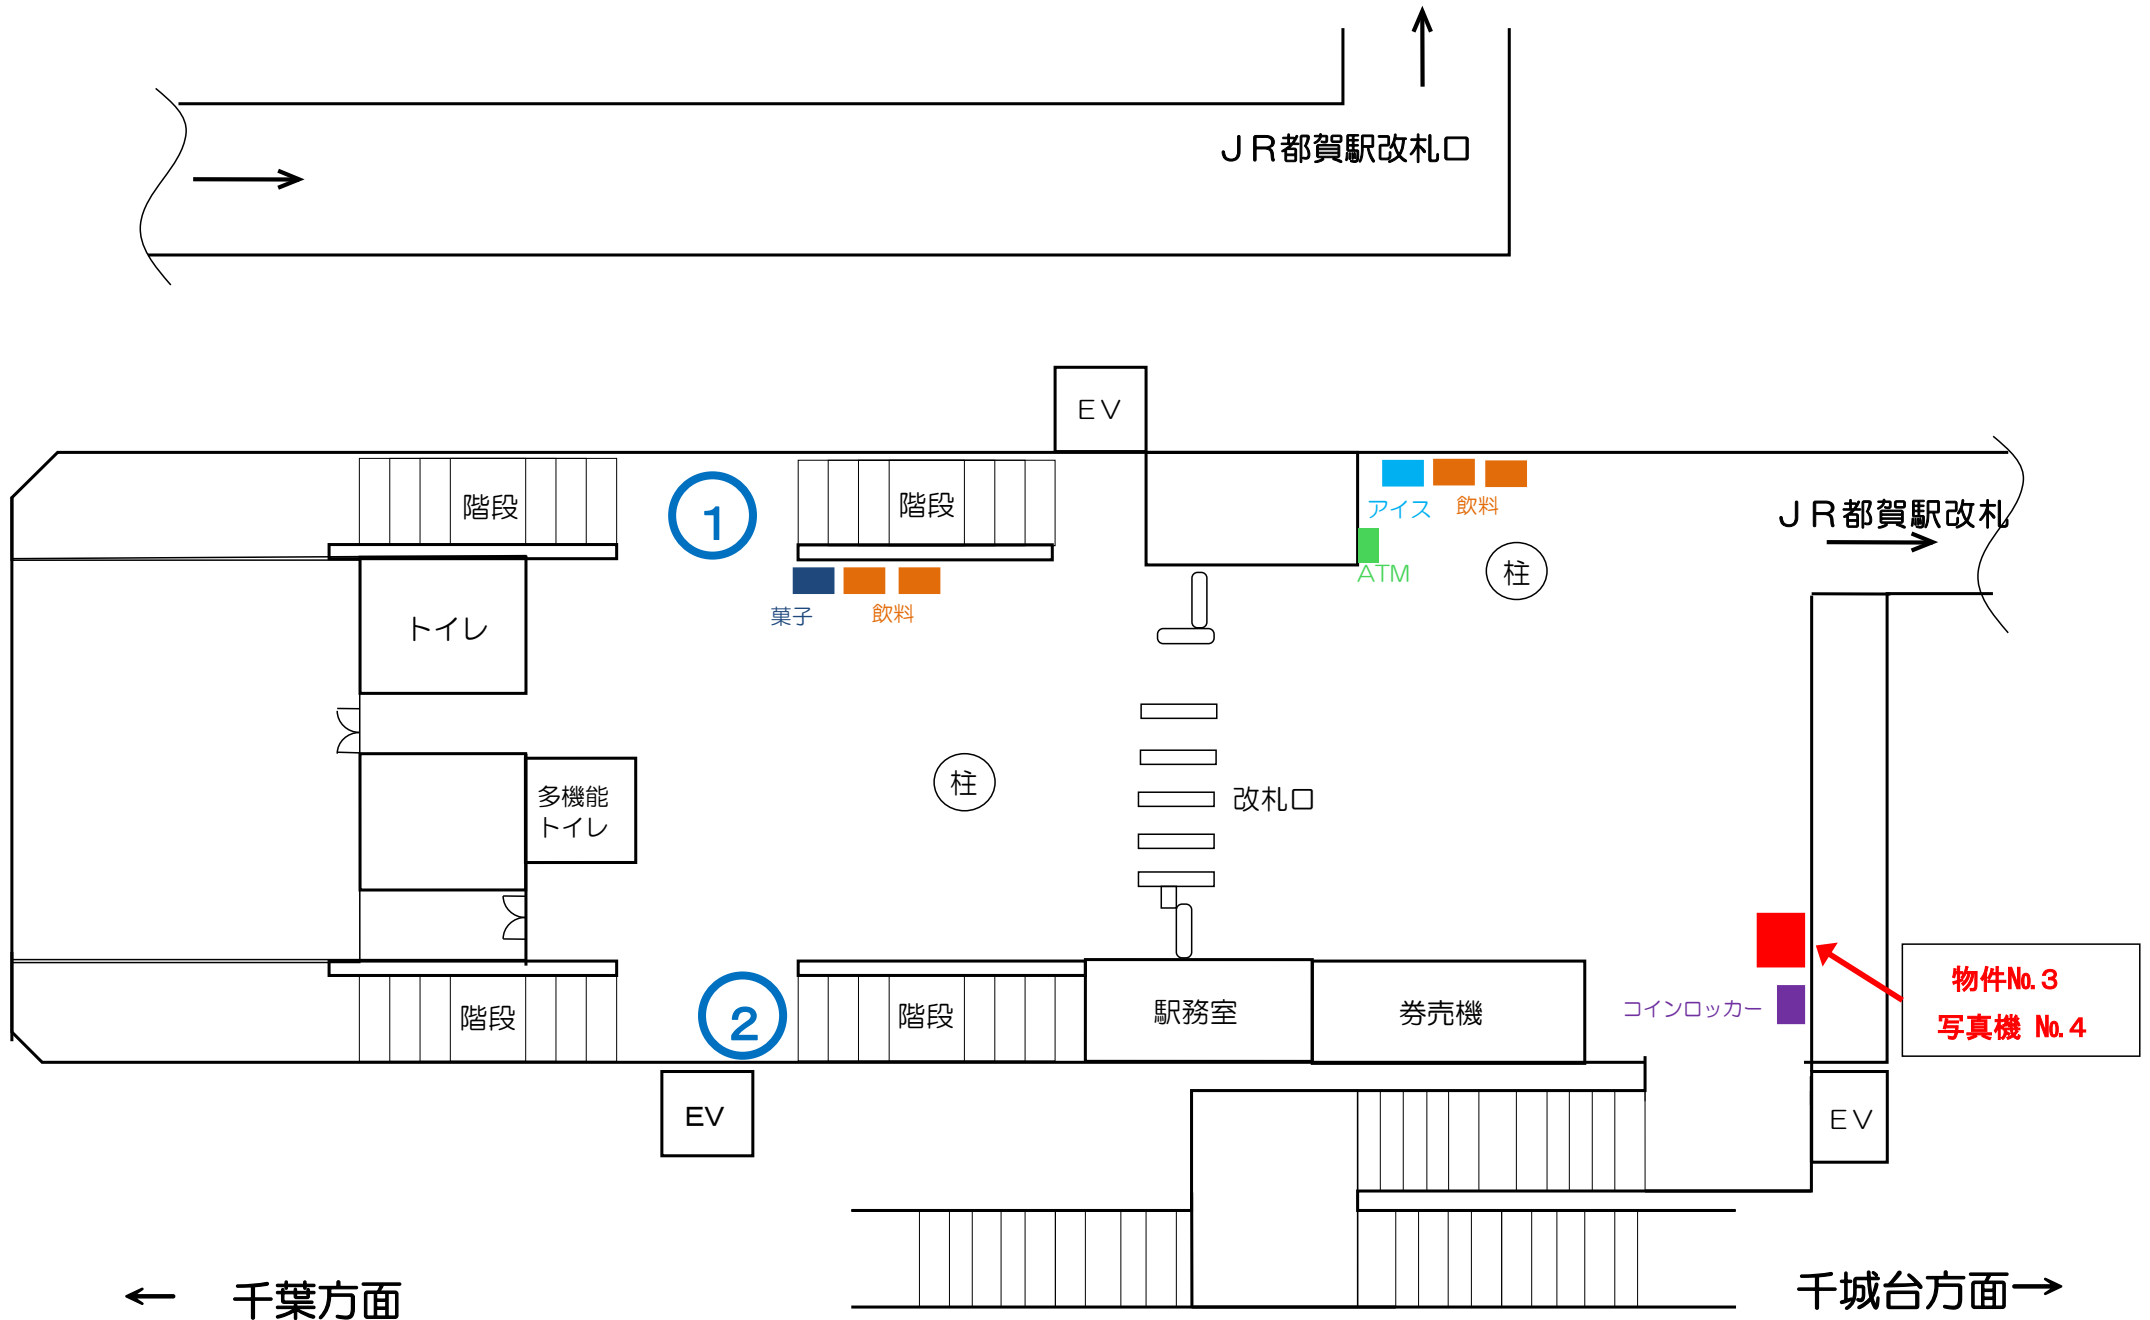 ＪＲ都賀駅改札口
ＥＶ
階段
1
階段
アイス
飲料
ＪＲ都賀駅改札
ATM
柱
菓子
飲料
トイレ
柱
多機能
トイレ
改札口
物件№.3
写真機 №.4
コインロッカー
階段
2
階段
駅務室
券売機
EV
ＥＶ
千葉方面
千城台方面